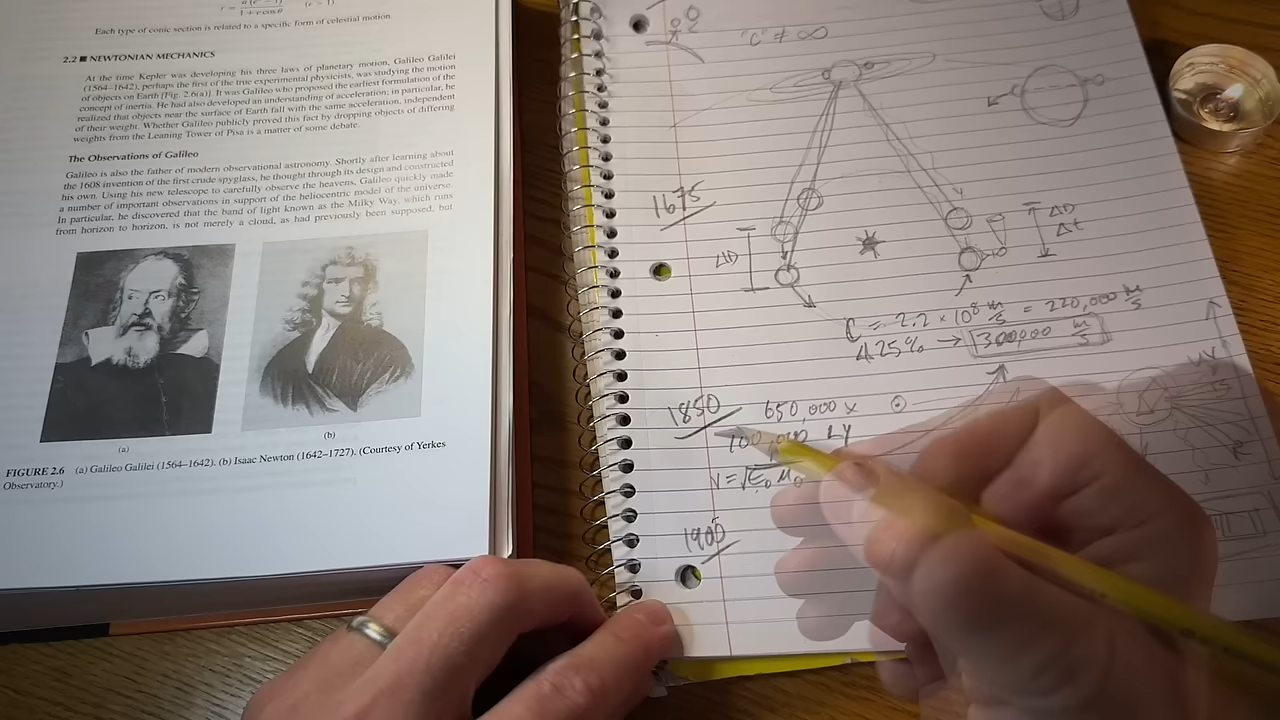 1 + e cos θ (e > 1)
Each type of conic section is related to a specific form of celestial motion.
2.2 ■ NEWTONIAN MECHANICS
At the time Kepler was developing his three laws of planetary motion, Galileo Galilei
(1564–1642), perhaps the first of the true experimental physicists, was studying the motion
of objects on Earth [Fig. 2.6(a)]. It was Galileo who proposed the earliest formulation of the
concept of inertia. He had also developed an understanding of acceleration; in particular, he
realized that objects near the surface of Earth fall with the same acceleration, independent
of their weight. Whether Galileo publicly proved this fact by dropping objects of differing
weights from the Leaning Tower of Pisa is a matter of some debate.
The Observations of Galileo
Galileo is also the father of modern observational astronomy. Shortly after learning about
the 1608 invention of the first crude spyglass, he thought through its design and constructed
his own. Using his new telescope to carefully observe the heavens, Galileo quickly made
a number of important observations in support of the heliocentric model of the universe.
In particular, he discovered that the band of light known as the Milky Way, which runs
from horizon to horizon, is not merely a cloud, as had previously been supposed, but
(a)
(b)
FIGURE 2.6 (a) Galileo Galilei (1564–1642). (b) Isaac Newton (1642–1727). (Courtesy of Yerkes
Observatory.)
"C" ≠ ∞
1675
ΔD
ΔD
Δt
C = 2.2 × 10⁸ m/s = 220,000 m/s
4.25% → 300,000 m/s
1850 650,000 x ⊙
100,000 LY
V = √ε₀ μ₀
1905